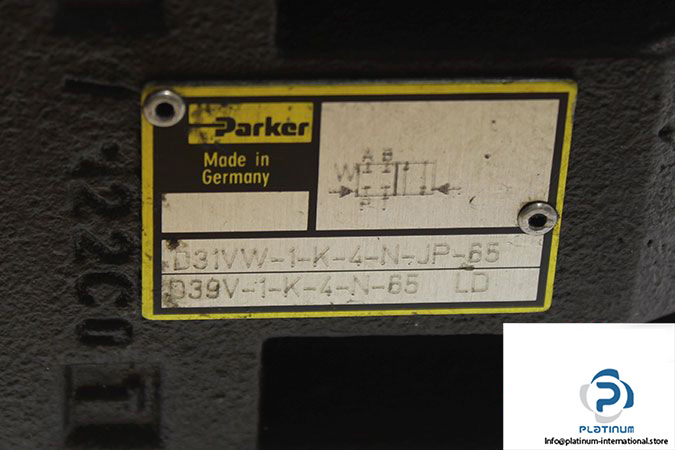 Parker
Made in
Germany
A B
W
P
D31VW-1-K-4-N-JP-65
D39V-1-K-4-N-65 LD
PLATINUM
Info@platinum-international.store